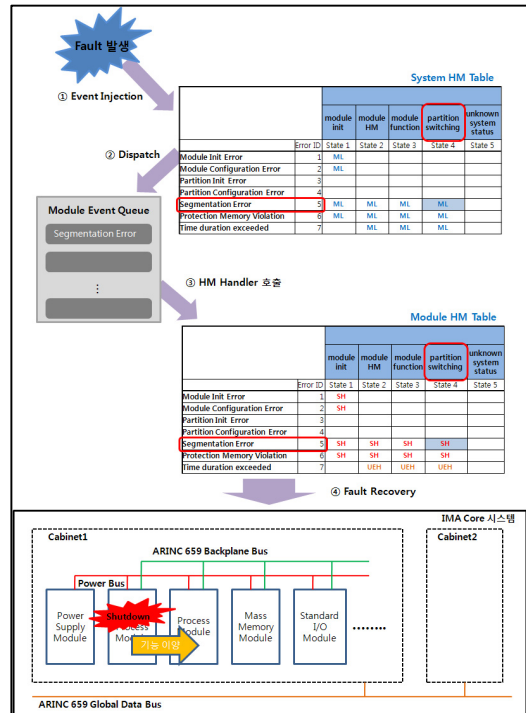 Fault 발생
System HM Table
① Event Injection
module init
module HM
module function
partition switching
unknown system status
Error ID State 1 State 2 State 3 State 4 State 5
② Dispatch
Module Init Error 1 ML
Module Configuration Error 2 ML
Partition Init Error 3
Partition Configuration Error 4
Segmentation Error 5 ML ML ML ML
Protection Memory Violation 6 ML ML ML ML
Time duration exceeded 7 ML ML ML
Module Event Queue
Segmentation Error
⋮
③ HM Handler 호출
Module HM Table
module init
module HM
module function
partition switching
unknown system status
Error ID State 1 State 2 State 3 State 4 State 5
Module Init Error 1 SH
Module Configuration Error 2 SH
Partition Init Error 3
Partition Configuration Error 4
Segmentation Error 5 SH SH SH SH
Protection Memory Violation 6 SH SH SH SH
Time duration exceeded 7 UEH UEH UEH
④ Fault Recovery
IMA Core 시스템
Cabinet1
Cabinet2
ARINC 659 Backplane Bus
Power Bus
Power Supply Module
Shutdown
Process Module
기능 이양
Mass Memory Module
Standard I/O Module
........
ARINC 659 Global Data Bus